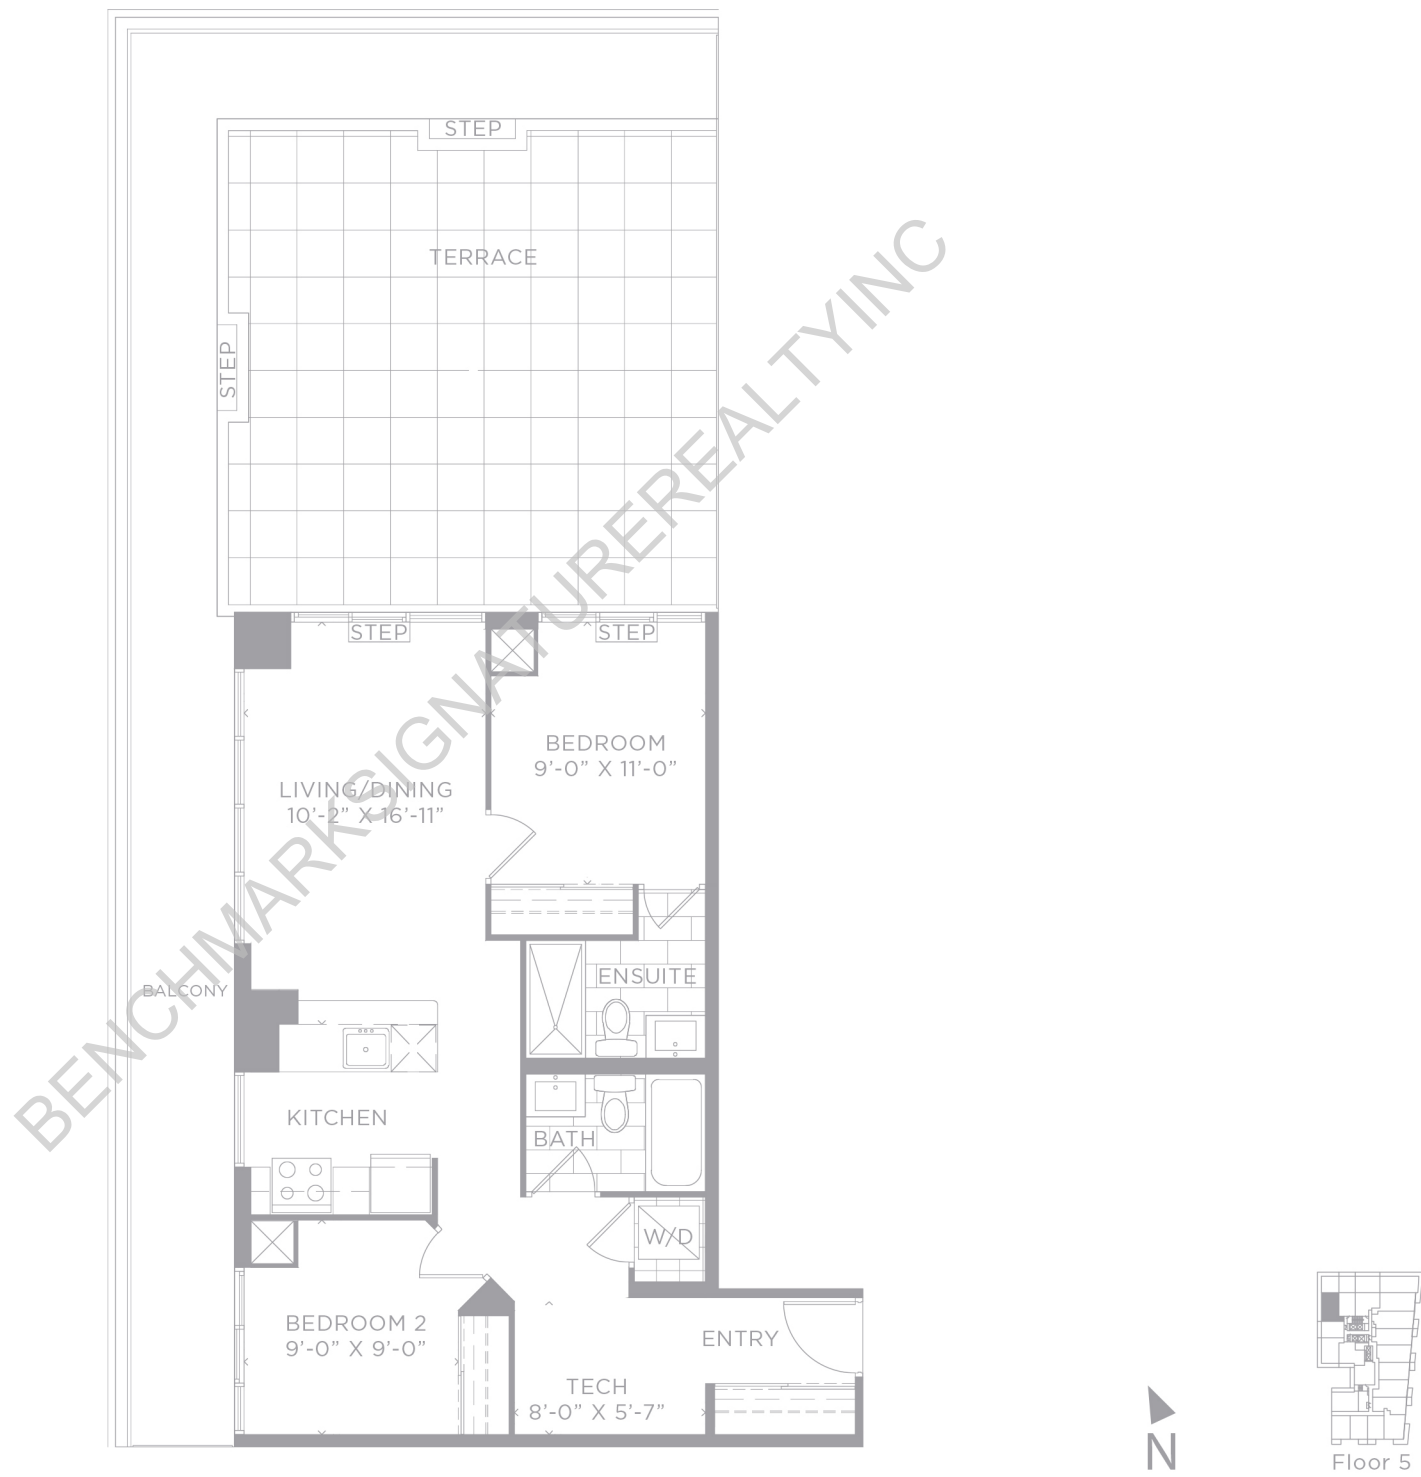 STEP
TERRACE
STEP
STEP
STEP
BEDROOM
9’-0” X 11’-0”
LIVING/DINING
10’-2” X 16’-11”
ENSUITE
BALCONY
KITCHEN
BATH
W/D
BEDROOM 2
9’-0” X 9’-0”
ENTRY
TECH
8’-0” X 5’-7”
N
Floor 5
BENCHMARKSIGNATUREREALTYINC